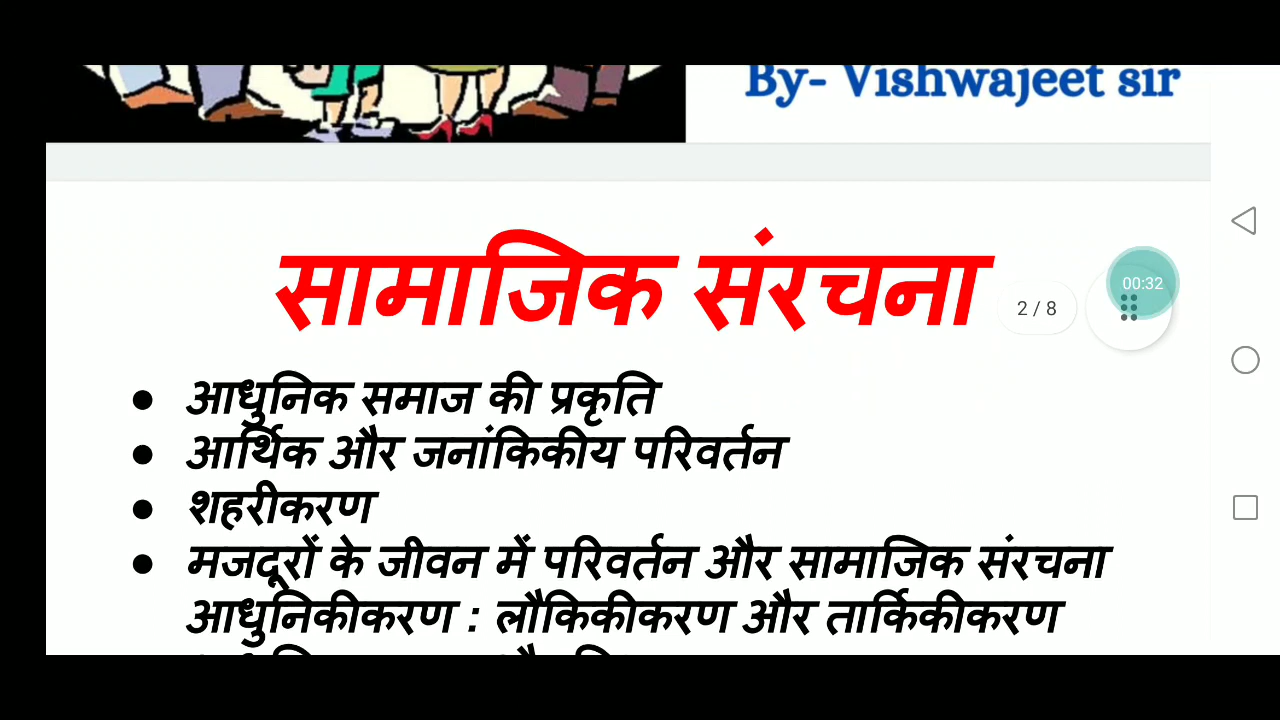 By- Vishwajeet sir
सामाजिक संरचना
2 / 8
00:32
● आधुनिक समाज की प्रकृति
● आर्थिक और जनांकिकीय परिवर्तन
● शहरीकरण
● मजदूरों के जीवन में परिवर्तन और सामाजिक संरचना
आधुनिकीकरण : लौकिकीकरण और तार्किकीकरण